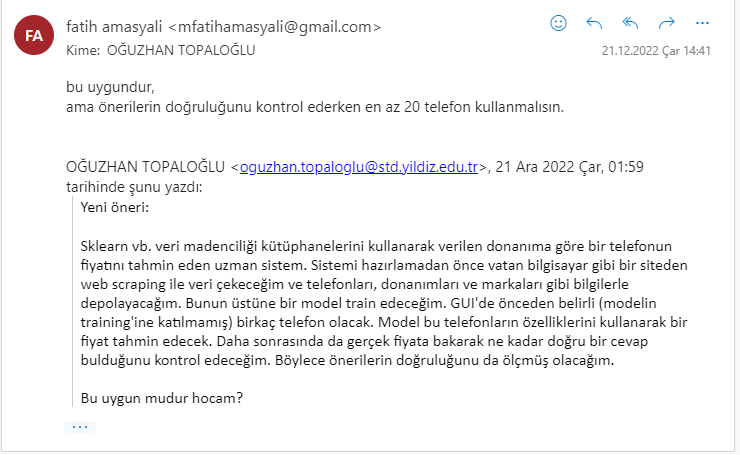 FA
fatih amasyali <mfatihamasyali@gmail.com>
Kime: OĞUZHAN TOPALOĞLU
21.12.2022 Çar 14:41
bu uygundur,
ama önerilerin doğruluğunu kontrol ederken en az 20 telefon kullanmalısın.
OĞUZHAN TOPALOĞLU <oguzhan.topaloglu@std.yildiz.edu.tr>, 21 Ara 2022 Çar, 01:59
tarihinde şunu yazdı:
Yeni öneri:
Sklearn vb. veri madenciliği kütüphanelerini kullanarak verilen donanıma göre bir telefonun
fiyatını tahmin eden uzman sistem. Sistemi hazırlamadan önce vatan bilgisayar gibi bir siteden
web scraping ile veri çekeceğim ve telefonları, donanımları ve markaları gibi bilgilerle
depolayacağım. Bunun üstüne bir model train edeceğim. GUI'de önceden belirli (modelin
training'ine katılmamış) birkaç telefon olacak. Model bu telefonların özelliklerini kullanarak bir
fiyat tahmin edecek. Daha sonrasında da gerçek fiyata bakarak ne kadar doğru bir cevap
bulduğunu kontrol edeceğim. Böylece önerilerin doğruluğunu da ölçmüş olacağım.
Bu uygun mudur hocam?